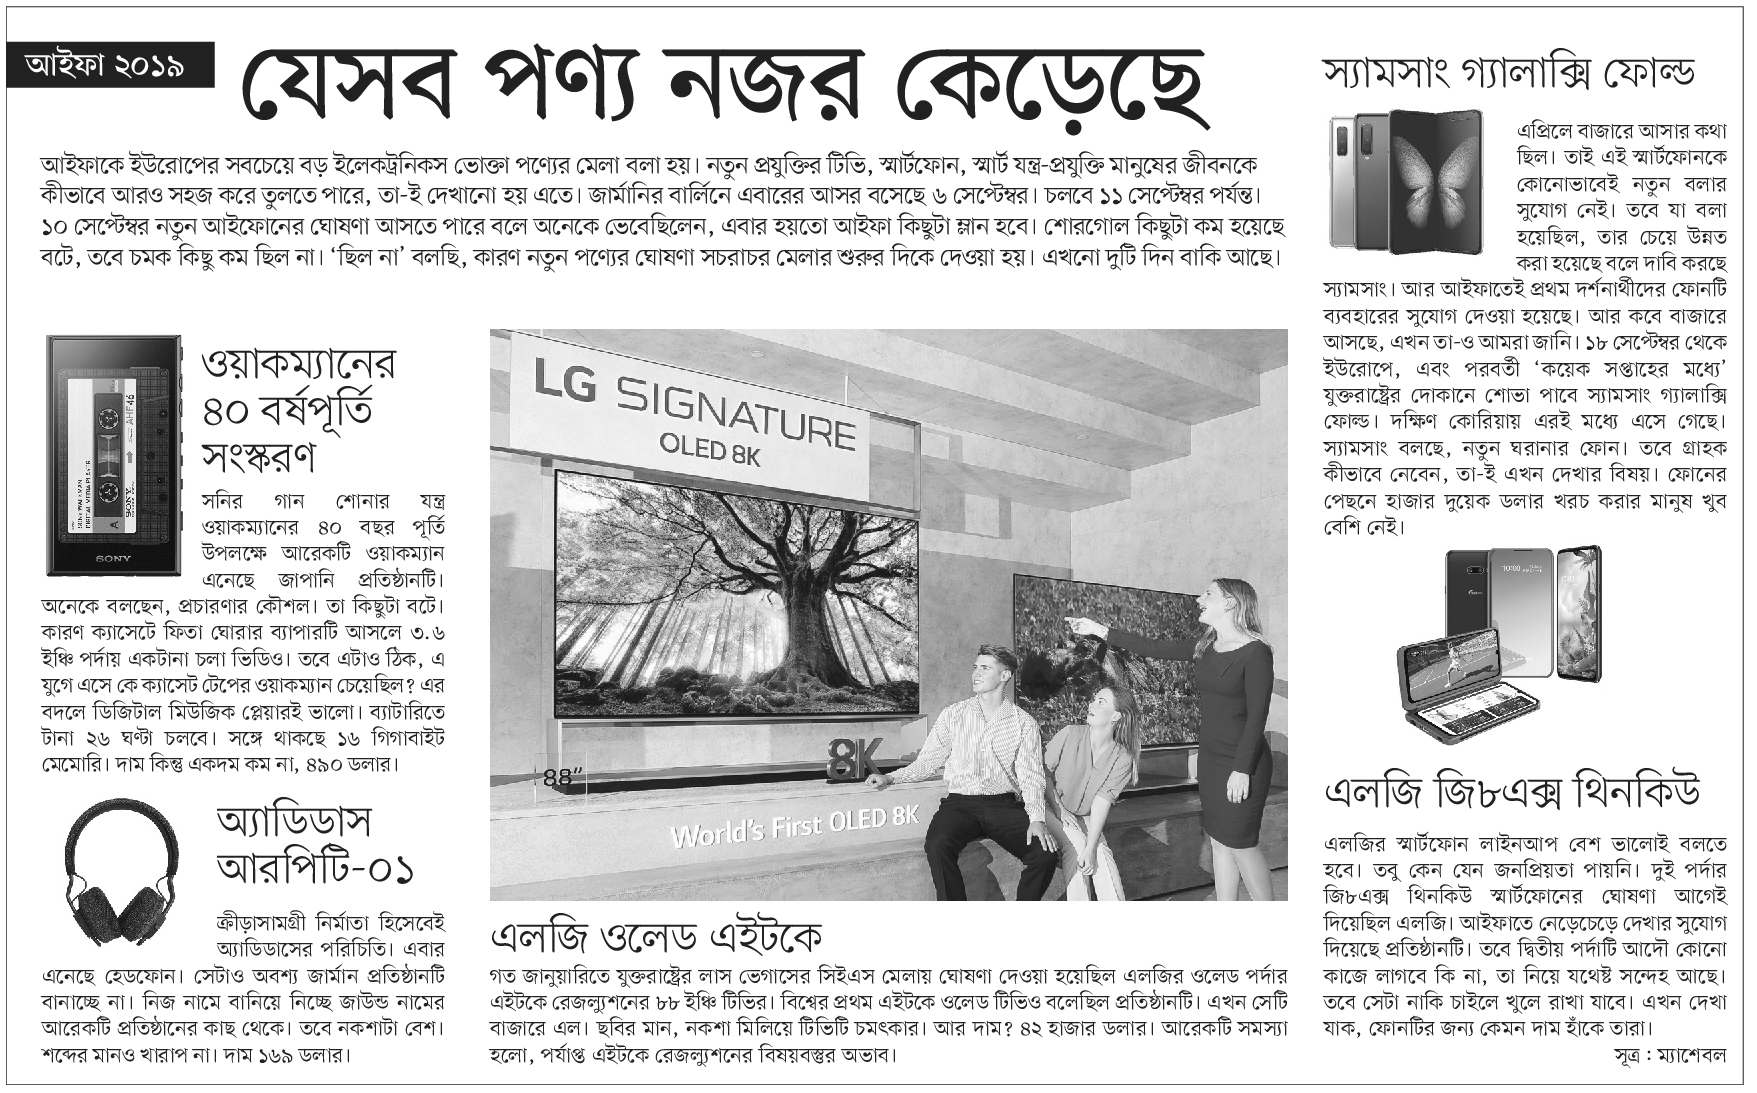 আইফা ২০১৯
যেসব পণ্য নজর কেড়েছে
আইফাকে ইউরোপের সবচেয়ে বড় ইলেকট্রনিকস ভোক্তা পণ্যের মেলা বলা হয়। নতুন প্রযুক্তির টিভি, স্মার্টফোন, স্মার্ট যন্ত্র-প্রযুক্তি মানুষের জীবনকে
কীভাবে আরও সহজ করে তুলতে পারে, তা-ই দেখানো হয় এতে। জার্মানির বার্লিনে এবারের আসর বসেছে ৬ সেপ্টেম্বর। চলবে ১১ সেপ্টেম্বর পর্যন্ত।
১০ সেপ্টেম্বর নতুন আইফোনের ঘোষণা আসতে পারে বলে অনেকে ভেবেছিলেন, এবার হয়তো আইফা কিছুটা ম্লান হবে। শোরগোল কিছুটা কম হয়েছে
বটে, তবে চমক কিছু কম ছিল না। ‘ছিল না’ বলছি, কারণ নতুন পণ্যের ঘোষণা সচরাচর মেলার শুরুর দিকে দেওয়া হয়। এখনো দুটি দিন বাকি আছে।
ওয়াকম্যানের
৪০ বর্ষপূর্তি
সংস্করণ
সনির গান শোনার যন্ত্র
ওয়াকম্যানের ৪০ বছর পূর্তি
উপলক্ষে আরেকটি ওয়াকম্যান
এনেছে জাপানি প্রতিষ্ঠানটি।
অনেকে বলছেন, প্রচারণার কৌশল। তা কিছুটা বটে।
কারণ ক্যাসেটে ফিতা ঘোরার ব্যাপারটি আসলে ৩.৬
ইঞ্চি পর্দায় একটানা চলা ভিডিও। তবে এটাও ঠিক, এ
যুগে এসে কে ক্যাসেট টেপের ওয়াকম্যান চেয়েছিল? এর
বদলে ডিজিটাল মিউজিক প্লেয়ারই ভালো। ব্যাটারিতে
টানা ২৬ ঘণ্টা চলবে। সঙ্গে থাকছে ১৬ গিগাবাইট
মেমোরি। দাম কিন্তু একদম কম না, ৪৯০ ডলার।
SONY
SONY
A
AHF 46
অ্যাডিডাস
আরপিটি-০১
ক্রীড়াসামগ্রী নির্মাতা হিসেবেই
অ্যাডিডাসের পরিচিতি। এবার
এনেছে হেডফোন। সেটাও অবশ্য জার্মান প্রতিষ্ঠানটি
বানাচ্ছে না। নিজ নামে বানিয়ে নিচ্ছে জাউন্ড নামের
আরেকটি প্রতিষ্ঠানের কাছ থেকে। তবে নকশাটা বেশ।
শব্দের মানও খারাপ না। দাম ১৬৯ ডলার।
LG SIGNATURE
OLED 8K
8K
88"
World's First OLED 8K
এলজি ওলেড এইটকে
গত জানুয়ারিতে যুক্তরাষ্ট্রের লাস ভেগাসের সিইএস মেলায় ঘোষণা দেওয়া হয়েছিল এলজির ওলেড পর্দার
এইটকে রেজল্যুশনের ৮৮ ইঞ্চি টিভির। বিশ্বের প্রথম এইটকে ওলেড টিভিও বলেছিল প্রতিষ্ঠানটি। এখন সেটি
বাজারে এল। ছবির মান, নকশা মিলিয়ে টিভিটি চমৎকার। আর দাম? ৪২ হাজার ডলার। আরেকটি সমস্যা
হলো, পর্যাপ্ত এইটকে রেজল্যুশনের বিষয়বস্তুর অভাব।
স্যামসাং গ্যালাক্সি ফোল্ড
এপ্রিলে বাজারে আসার কথা
ছিল। তাই এই স্মার্টফোনকে
কোনোভাবেই নতুন বলার
সুযোগ নেই। তবে যা বলা
হয়েছিল, তার চেয়ে উন্নত
করা হয়েছে বলে দাবি করছে
স্যামসাং। আর আইফাতেই প্রথম দর্শনার্থীদের ফোনটি
ব্যবহারের সুযোগ দেওয়া হয়েছে। আর কবে বাজারে
আসছে, এখন তা-ও আমরা জানি। ১৮ সেপ্টেম্বর থেকে
ইউরোপে, এবং পরবর্তী ‘কয়েক সপ্তাহের মধ্যে’
যুক্তরাষ্ট্রের দোকানে শোভা পাবে স্যামসাং গ্যালাক্সি
ফোল্ড। দক্ষিণ কোরিয়ায় এরই মধ্যে এসে গেছে।
স্যামসাং বলছে, নতুন ঘরানার ফোন। তবে গ্রাহক
কীভাবে নেবেন, তা-ই এখন দেখার বিষয়। ফোনের
পেছনে হাজার দুয়েক ডলার খরচ করার মানুষ খুব
বেশি নেই।
এলজি জি৮এক্স থিনকিউ
এলজির স্মার্টফোন লাইনআপ বেশ ভালোই বলতে
হবে। তবু কেন যেন জনপ্রিয়তা পায়নি। দুই পর্দার
জি৮এক্স থিনকিউ স্মার্টফোনের ঘোষণা আগেই
দিয়েছিল এলজি। আইফাতে নেড়েচেড়ে দেখার সুযোগ
দিয়েছে প্রতিষ্ঠানটি। তবে দ্বিতীয় পর্দাটি আদৌ কোনো
কাজে লাগবে কি না, তা নিয়ে যথেষ্ট সন্দেহ আছে।
তবে সেটা নাকি চাইলে খুলে রাখা যাবে। এখন দেখা
যাক, ফোনটির জন্য কেমন দাম হাঁকে তারা।
সূত্র : ম্যাশেবল